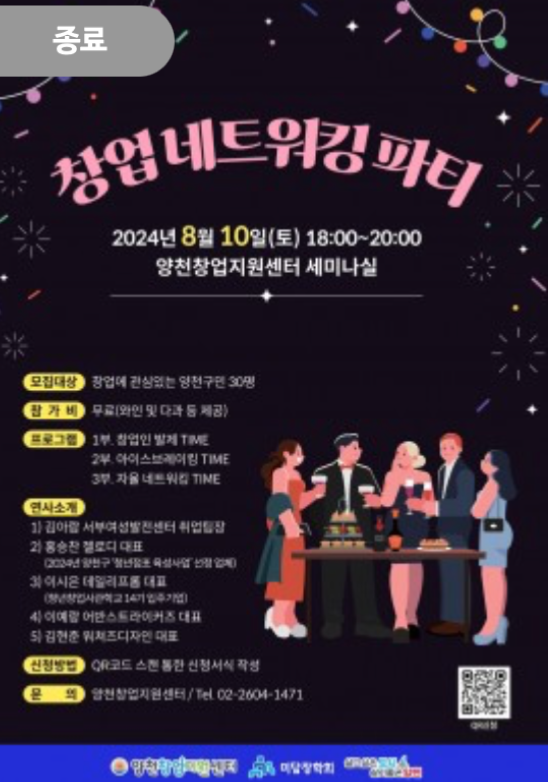 종료
창업 네트워킹 파티
2024년 8월 10일(토) 18:00~20:00
양천창업지원센터 세미나실
모집대상 창업에 관심있는 양천구민 30명
참 가 비 무료(와인 및 다과 등 제공)
프로그램 1부. 창업인 발제 TIME
2부. 아이스브레이킹 TIME
3부. 자율 네트워킹 TIME
연사소개
1) 김아람 서부여성발전센터 취업팀장
2) 홍승찬 젤로디 대표
(2024년 양천구 '청년점포 육성사업' 선정 업체)
3) 이시은 데일리프롬 대표
(청년창업사관학교 14기 입주기업)
4) 이예람 어반스트라이커즈 대표
5) 김현준 워처즈디자인 대표
신청방법 QR코드 스캔 통한 신청서식 작성
문 의 양천창업지원센터 / Tel. 02-2604-1471
양천창업지원센터 미담장학회